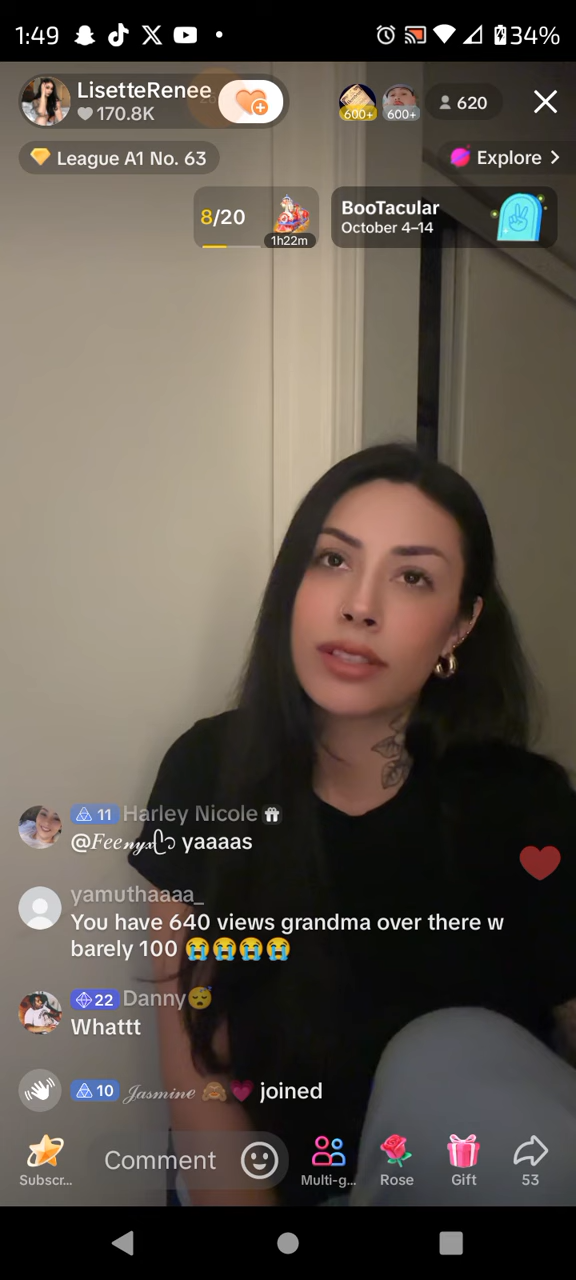 1:49
34%
LisetteRenee
170.8K
600+
600+
620
League A1 No. 63
Explore >
8/20
1h22m
BooTacular
October 4–14
11 Harley Nicole
@𝐹𝑒𝑒𝓃𝓎𝓍ღ yaaaas
yamuthaaaa_
You have 640 views grandma over there w
barely 100 😭😭😭😭
22 Danny😴
Whattt
10 𝒥𝒶𝓈𝓂𝒾𝓃𝑒 🙈💗 joined
Subscr...
Comment
Multi-g...
Rose
Gift
53